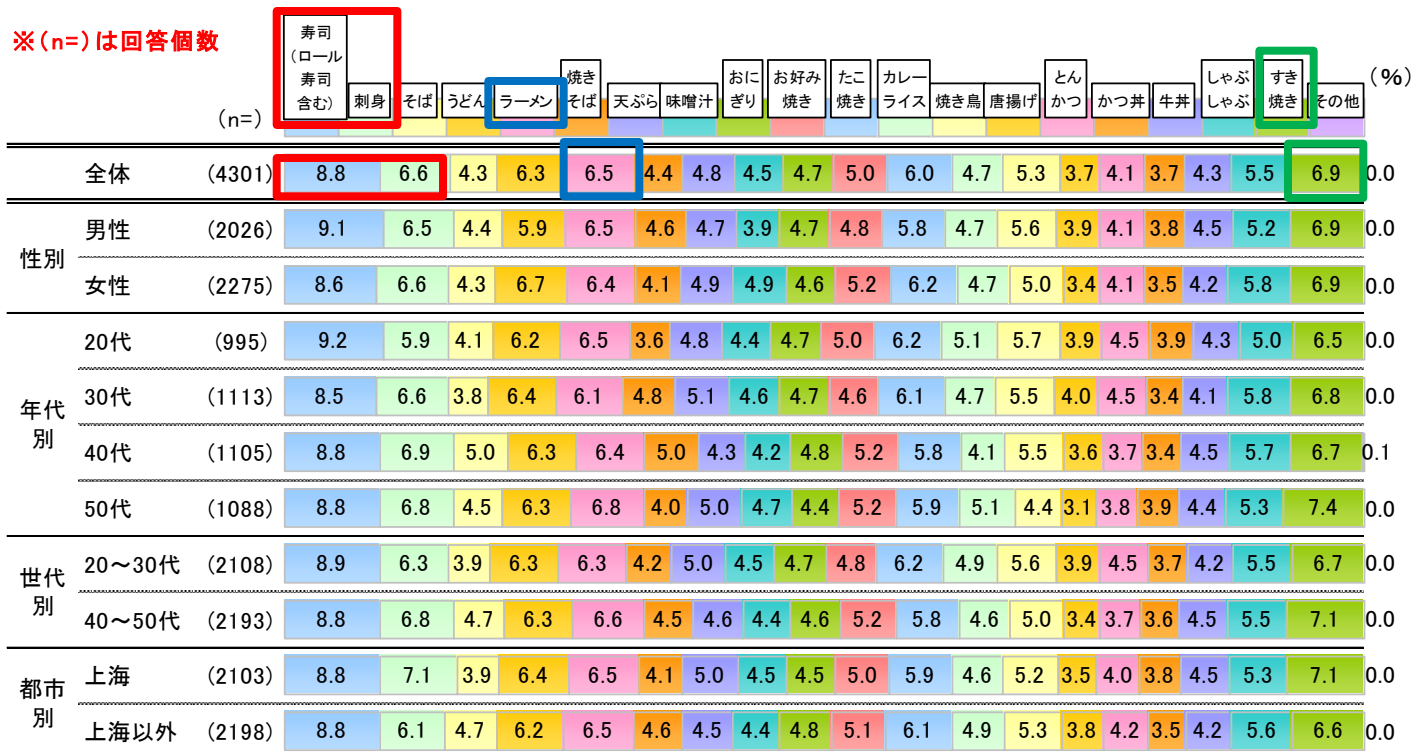 ※(n=)は回答個数
(n=)
寿司
(ロール
寿司
含む)
刺身
そば
うどん
ラーメン
焼き
そば
天ぷら
味噌汁
おに
ぎり
お好み
焼き
たこ
焼き
カレー
ライス
焼き鳥
唐揚げ
とん
かつ
かつ丼
牛丼
しゃぶ
しゃぶ
すき
焼き
その他
(%)
全体 (4301) 8.8 6.6 4.3 6.3 6.5 4.4 4.8 4.5 4.7 5.0 6.0 4.7 5.3 3.7 4.1 3.7 4.3 5.5 6.9 0.0
性別
男性 (2026) 9.1 6.5 4.4 5.9 6.5 4.6 4.7 3.9 4.7 4.8 5.8 4.7 5.6 3.9 4.1 3.8 4.5 5.2 6.9 0.0
女性 (2275) 8.6 6.6 4.3 6.7 6.4 4.1 4.9 4.9 4.6 5.2 6.2 4.7 5.0 3.4 4.1 3.5 4.2 5.8 6.9 0.0
年代
別
20代 (995) 9.2 5.9 4.1 6.2 6.5 3.6 4.8 4.4 4.7 5.0 6.2 5.1 5.7 3.9 4.5 3.9 4.3 5.0 6.5 0.0
30代 (1113) 8.5 6.6 3.8 6.4 6.1 4.8 5.1 4.6 4.7 4.6 6.1 4.7 5.5 4.0 4.5 3.4 4.1 5.8 6.8 0.0
40代 (1105) 8.8 6.9 5.0 6.3 6.4 5.0 4.3 4.2 4.8 5.2 5.8 4.1 5.5 3.6 3.7 3.4 4.5 5.7 6.7 0.1
50代 (1088) 8.8 6.8 4.5 6.3 6.8 4.0 5.0 4.7 4.4 5.2 5.9 5.1 4.4 3.1 3.8 3.9 4.4 5.3 7.4 0.0
世代
別
20～30代 (2108) 8.9 6.3 3.9 6.3 6.3 4.2 5.0 4.5 4.7 4.8 6.2 4.9 5.6 3.9 4.5 3.7 4.2 5.5 6.7 0.0
40～50代 (2193) 8.8 6.8 4.7 6.3 6.6 4.5 4.6 4.4 4.6 5.2 5.8 4.6 5.0 3.4 3.7 3.6 4.5 5.5 7.1 0.0
都市
別
上海 (2103) 8.8 7.1 3.9 6.4 6.5 4.1 5.0 4.5 4.5 5.0 5.9 4.6 5.2 3.5 4.0 3.8 4.5 5.3 7.1 0.0
上海以外 (2198) 8.8 6.1 4.7 6.2 6.5 4.6 4.5 4.4 4.8 5.1 6.1 4.9 5.3 3.8 4.2 3.5 4.2 5.6 6.6 0.0